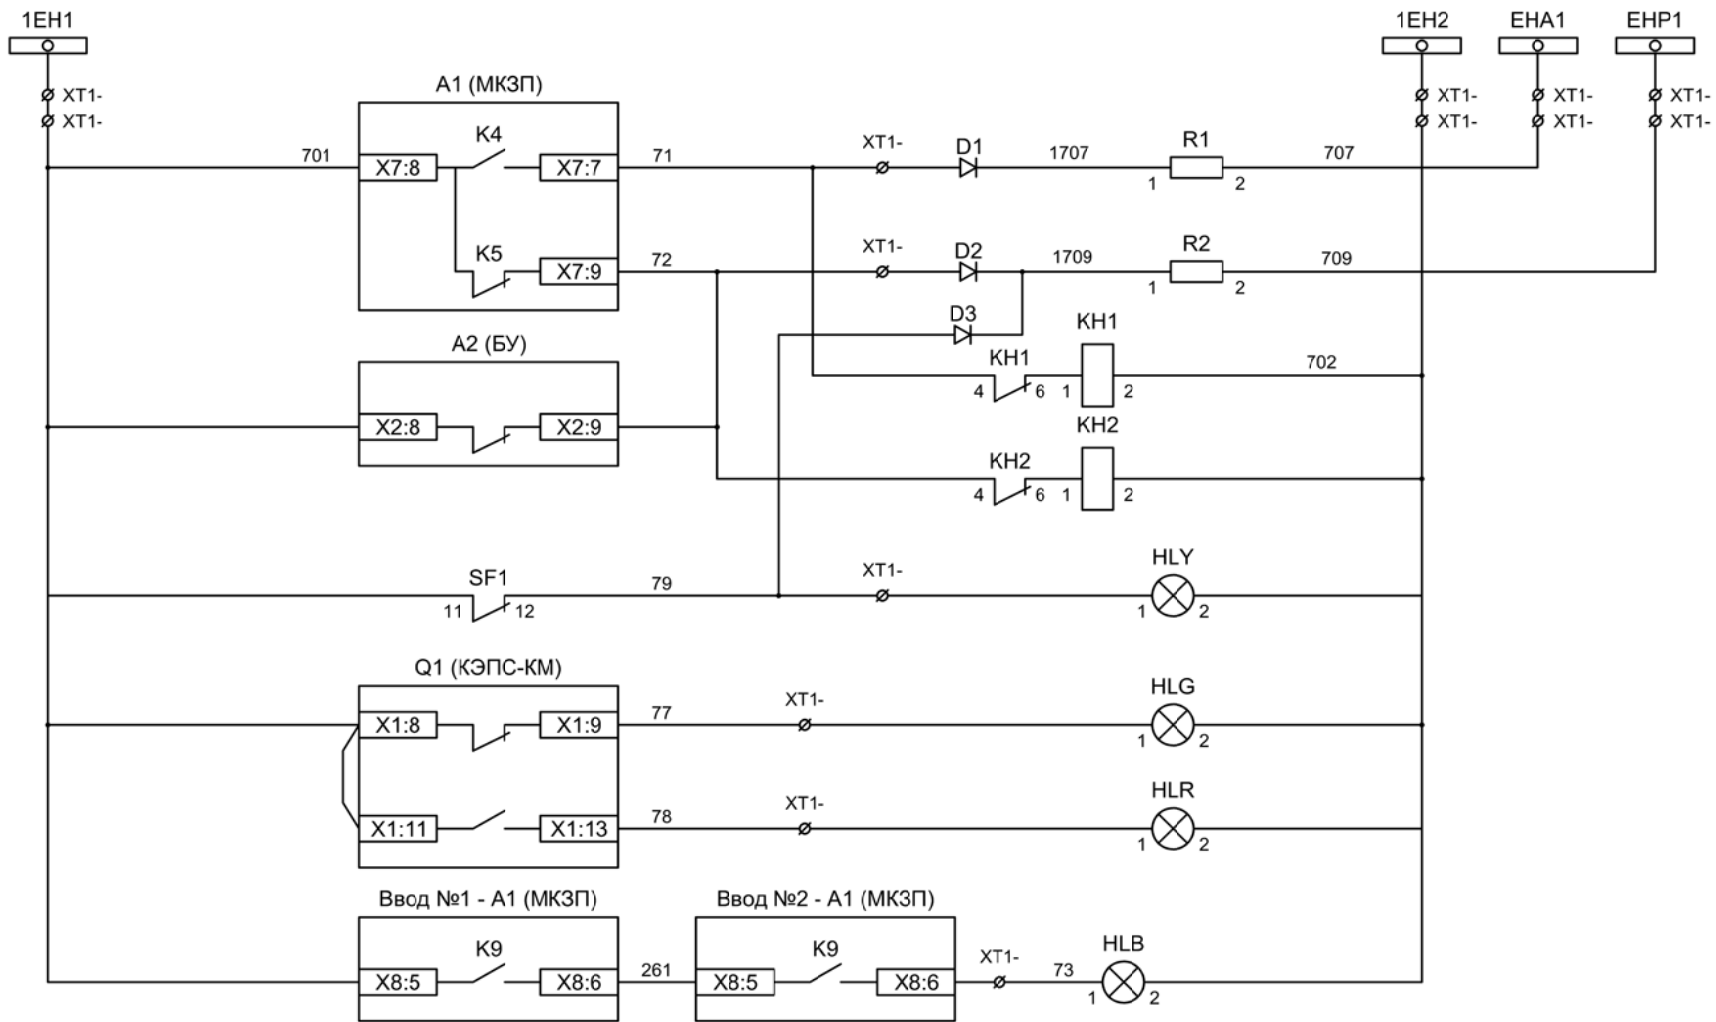 1EH1
1EH2
EHA1
EHP1
XT1-
XT1-
XT1-
XT1-
XT1-
XT1-
XT1-
XT1-
A1 (МКЗП)
701
X7:8
K4
X7:7
71
XT1-
D1
1707
R1
1
2
707
K5
X7:9
72
XT1-
D2
1709
R2
1
2
709
D3
KH1
KH1
4
6
1
2
702
A2 (БУ)
X2:8
X2:9
KH2
KH2
4
6
1
2
SF1
11
12
79
XT1-
HLY
1
2
Q1 (КЭПС-КМ)
X1:8
X1:9
77
XT1-
HLG
1
2
X1:11
X1:13
78
XT1-
HLR
1
2
Ввод №1 - А1 (МКЗП)
Ввод №2 - А1 (МКЗП)
X8:5
K9
X8:6
261
X8:5
K9
X8:6
XT1-
73
HLB
1
2